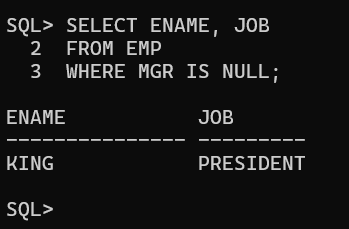 SQL> SELECT ENAME, JOB
  2  FROM EMP
  3  WHERE MGR IS NULL;
ENAME           JOB
--------------- ---------
KING            PRESIDENT
SQL>